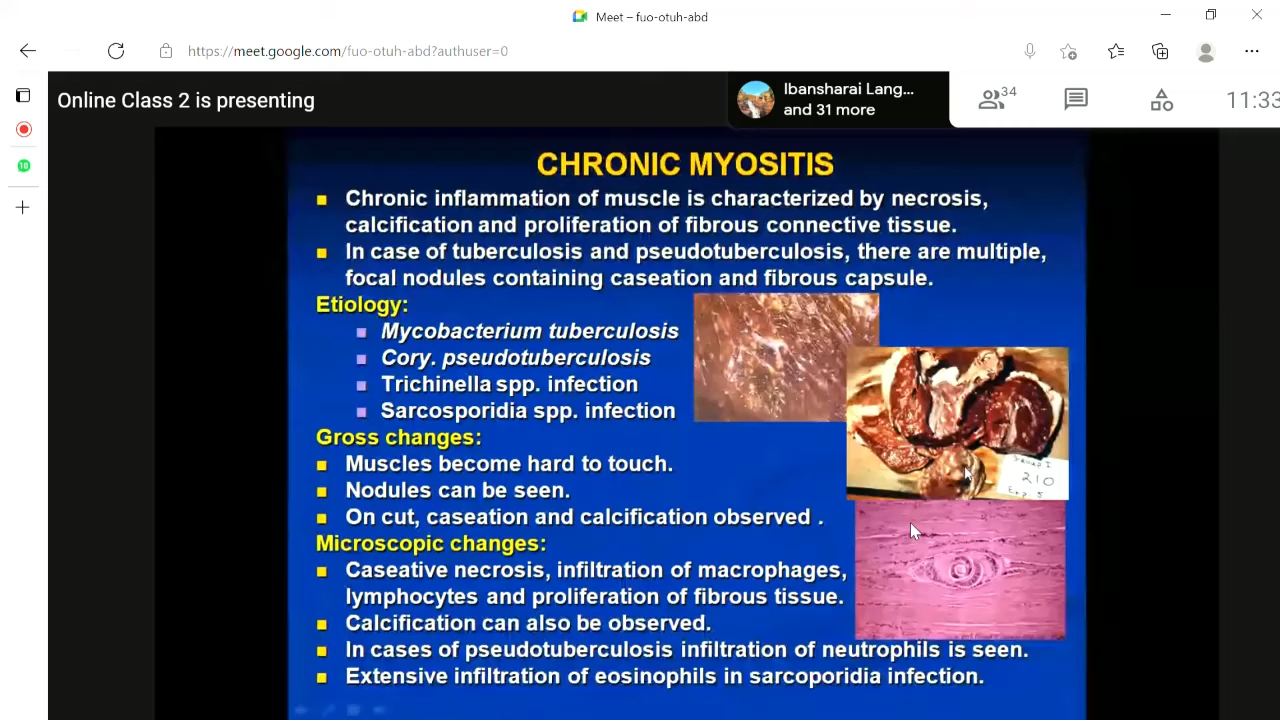 Meet – fuo-otuh-abd
https://meet.google.com/fuo-otuh-abd?authuser=0
Online Class 2 is presenting
Ibansharai Lang...
and 31 more
34
11:33
10
CHRONIC MYOSITIS
Chronic inflammation of muscle is characterized by necrosis,
calcification and proliferation of fibrous connective tissue.
In case of tuberculosis and pseudotuberculosis, there are multiple,
focal nodules containing caseation and fibrous capsule.
Etiology:
Mycobacterium tuberculosis
Cory. pseudotuberculosis
Trichinella spp. infection
Sarcosporidia spp. infection
Gross changes:
Muscles become hard to touch.
Nodules can be seen.
On cut, caseation and calcification observed .
Microscopic changes:
Caseative necrosis, infiltration of macrophages,
lymphocytes and proliferation of fibrous tissue.
Calcification can also be observed.
In cases of pseudotuberculosis infiltration of neutrophils is seen.
Extensive infiltration of eosinophils in sarcoporidia infection.
210